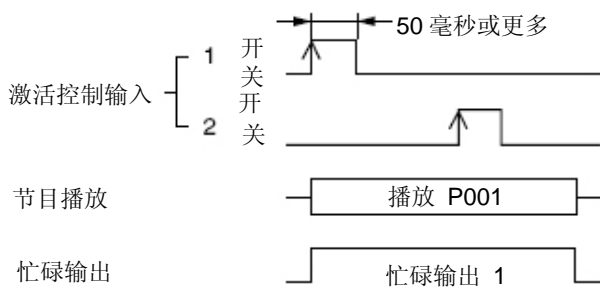 50 毫秒或更多
1 开
关
激活控制输入
开
2 关
节目播放 播放 P001
忙碌输出 忙碌输出 1